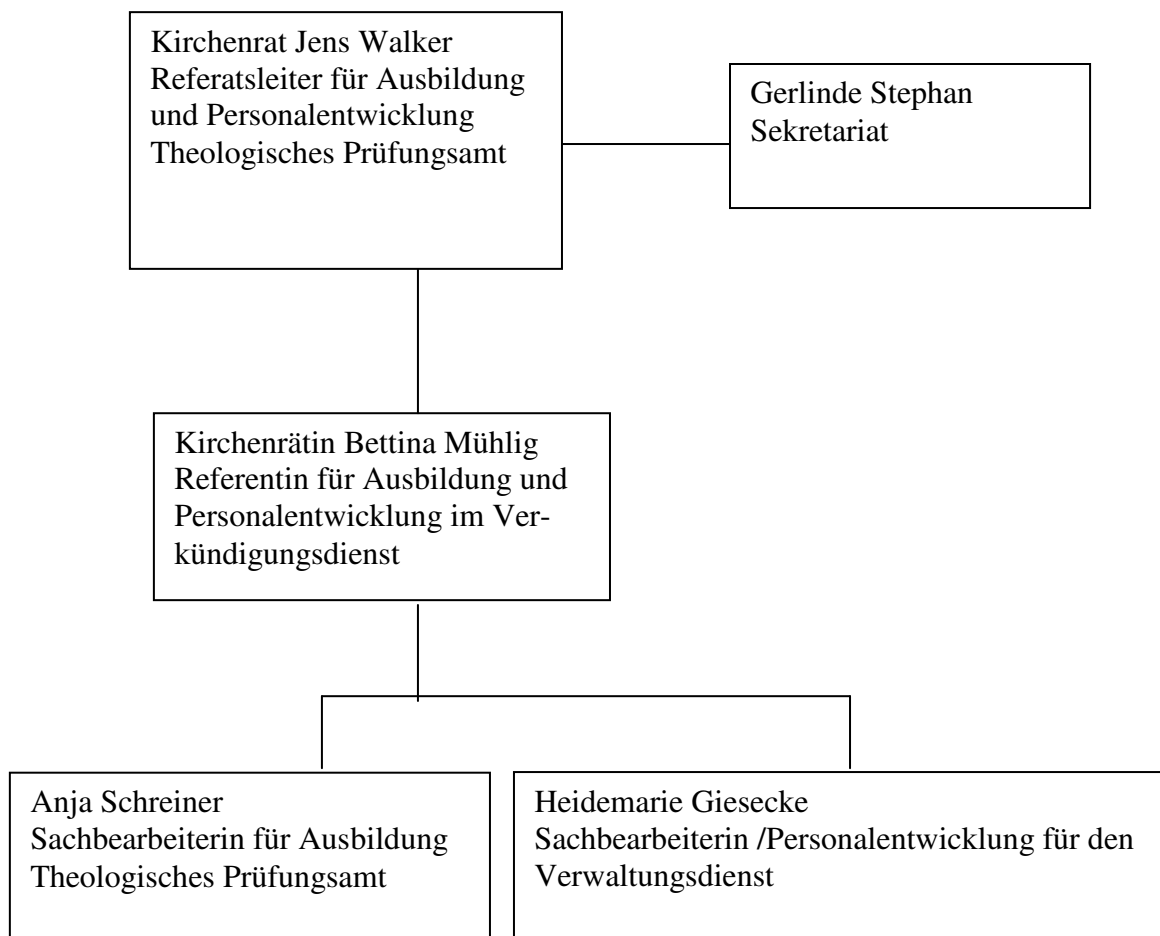 Kirchenrat Jens Walker
Referatsleiter für Ausbildung
und Personalentwicklung
Theologisches Prüfungsamt
Gerlinde Stephan
Sekretariat
Kirchenrätin Bettina Mühlig
Referentin für Ausbildung und
Personalentwicklung im Ver-
kündigungsdienst
Anja Schreiner
Sachbearbeiterin für Ausbildung
Theologisches Prüfungsamt
Heidemarie Giesecke
Sachbearbeiterin /Personalentwicklung für den
Verwaltungsdienst